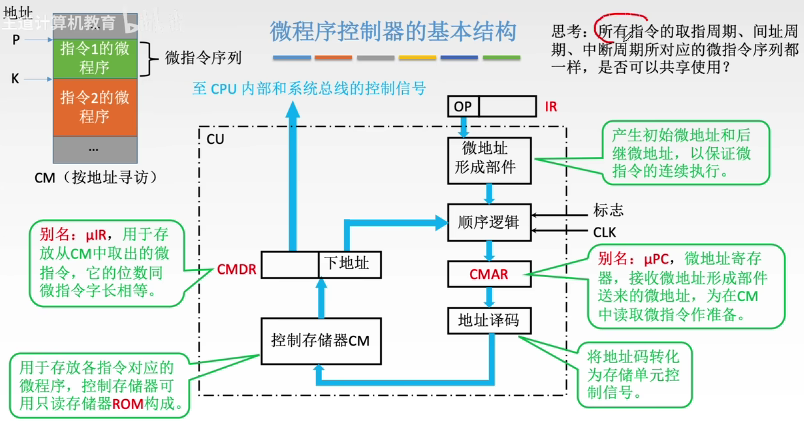 地址
王道计算机教育
P
K
指令1的微
程序
指令2的微
程序
...
CM（按地址寻访）
微指令序列
微程序控制器的基本结构
思考：所有指令的取指周期、间址周
期、中断周期所对应的微指令序列都
一样，是否可以共享使用？
至 CPU 内部和系统总线的控制信号
OP
IR
CU
微地址
形成部件
产生初始微地址和后
继微地址，以保证微
指令的连续执行。
顺序逻辑
标志
CLK
别名：μIR，用于存
放从CM中取出的微
指令，它的位数同
微指令字长相等。
CMDR
下地址
CMAR
别名：μPC，微地址寄存
器，接收微地址形成部件
送来的微地址，为在CM
中读取微指令作准备。
控制存储器CM
地址译码
用于存放各指令对应的
微程序，控制存储器可
用只读存储器ROM构成。
将地址码转化
为存储单元控
制信号。